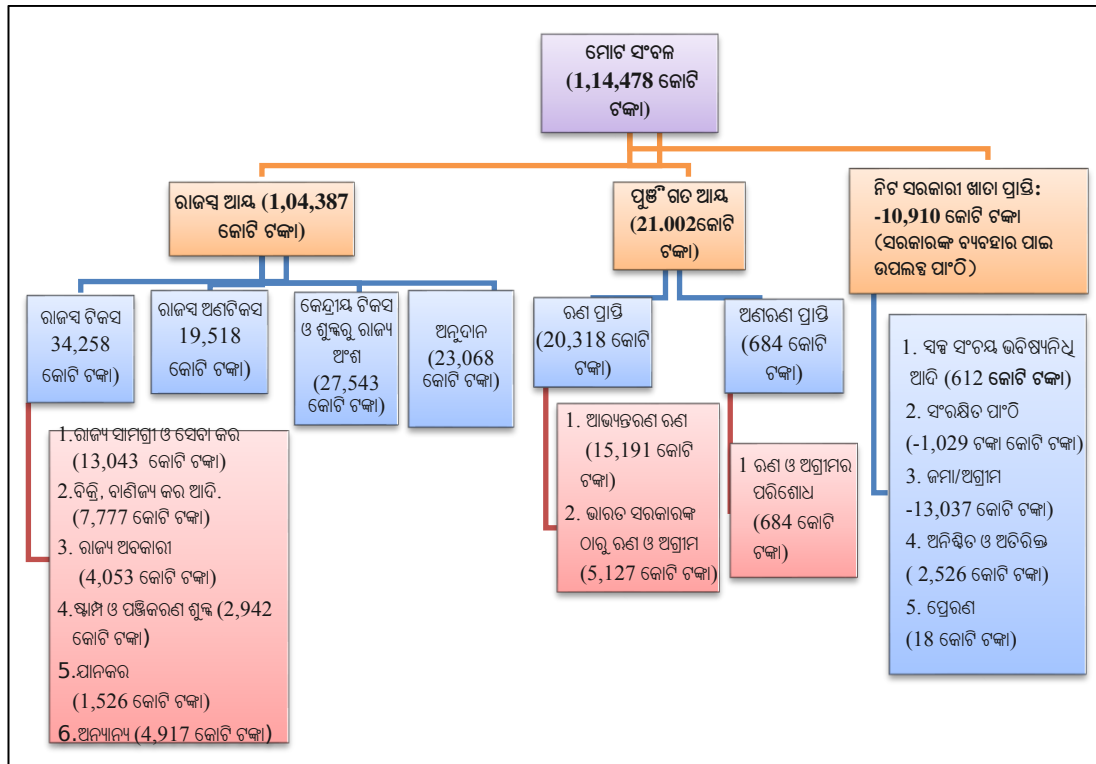 ମୋଟ ସଂବଳ
(1,14,478 କୋଟି
ଟଙ୍କା)
ରାଜସ୍ୱ ଆୟ (1,04,387
କୋଟି ଟଙ୍କା)
ପୁଞ୍ଜିଗତ ଆୟ
(21.002କୋଟି
ଟଙ୍କା)
ନିଟ ସରକାରୀ ଖାତା ପ୍ରାପ୍ତି:
-10,910 କୋଟି ଟଙ୍କା
(ସରକାରଙ୍କ ବ୍ୟବହାର ପାଇ
ଉପଲବ୍ଧ ପାଂଠି)
ରାଜସ୍ୱ ଟିକସ
34,258
କୋଟି ଟଙ୍କା)
ରାଜସ୍ୱ ଅଣଟିକସ
19,518
କୋଟି ଟଙ୍କା)
କେନ୍ଦ୍ରୀୟ ଟିକସ
ଓ ଶୁଳ୍କରୁ ରାଜ୍ୟ
ଅଂଶ
(27,543
କୋଟି ଟଙ୍କା)
ଅନୁଦାନ
(23,068
କୋଟି ଟଙ୍କା)
ଋଣ ପ୍ରାପ୍ତି
(20,318 କୋଟି
ଟଙ୍କା)
ଅଣଋଣ ପ୍ରାପ୍ତି
(684 କୋଟି
ଟଙ୍କା)
1.ରାଜ୍ୟ ସାମଗ୍ରୀ ଓ ସେବା କର
(13,043 କୋଟି ଟଙ୍କା)
2.ବିକ୍ରି, ବାଣିଜ୍ୟ କର ଆଦି.
(7,777 କୋଟି ଟଙ୍କା)
3. ରାଜ୍ୟ ଅବକାରୀ
(4,053 କୋଟି ଟଙ୍କା)
4.ଷ୍ଟାମ୍ପ ଓ ପଞ୍ଜିକରଣ ଶୁଳ୍କ (2,942
କୋଟି ଟଙ୍କା)
5.ଯାନକର
(1,526 କୋଟି ଟଙ୍କା)
6.ଅନ୍ୟାନ୍ୟ (4,917 କୋଟି ଟଙ୍କା)
1. ଆଭ୍ୟନ୍ତରଣ ଋଣ
(15,191 କୋଟି
ଟଙ୍କା)
2. ଭାରତ ସରକାରଙ୍କ
ଠାରୁ ଋଣ ଓ ଅଗ୍ରୀମ
(5,127 କୋଟି ଟଙ୍କା)
1 ଋଣ ଓ ଅଗ୍ରୀମର
ପରିଶୋଧ
(684 କୋଟି
ଟଙ୍କା)
1. ସ୍ୱଳ୍ପ ସଂଚୟ ଭବିଷ୍ୟନିଧି
ଆଦି (612 କୋଟି ଟଙ୍କା)
2. ସଂରକ୍ଷିତ ପାଂଠି
(-1,029 ଟଙ୍କା କୋଟି ଟଙ୍କା)
3. ଜମା/ଅଗ୍ରୀମ
-13,037 କୋଟି ଟଙ୍କା)
4. ଅନିଶ୍ଚିତ ଓ ଅତିରିକ୍ତ
( 2,526 କୋଟି ଟଙ୍କା)
5. ପ୍ରେରଣ
(18 କୋଟି ଟଙ୍କା)